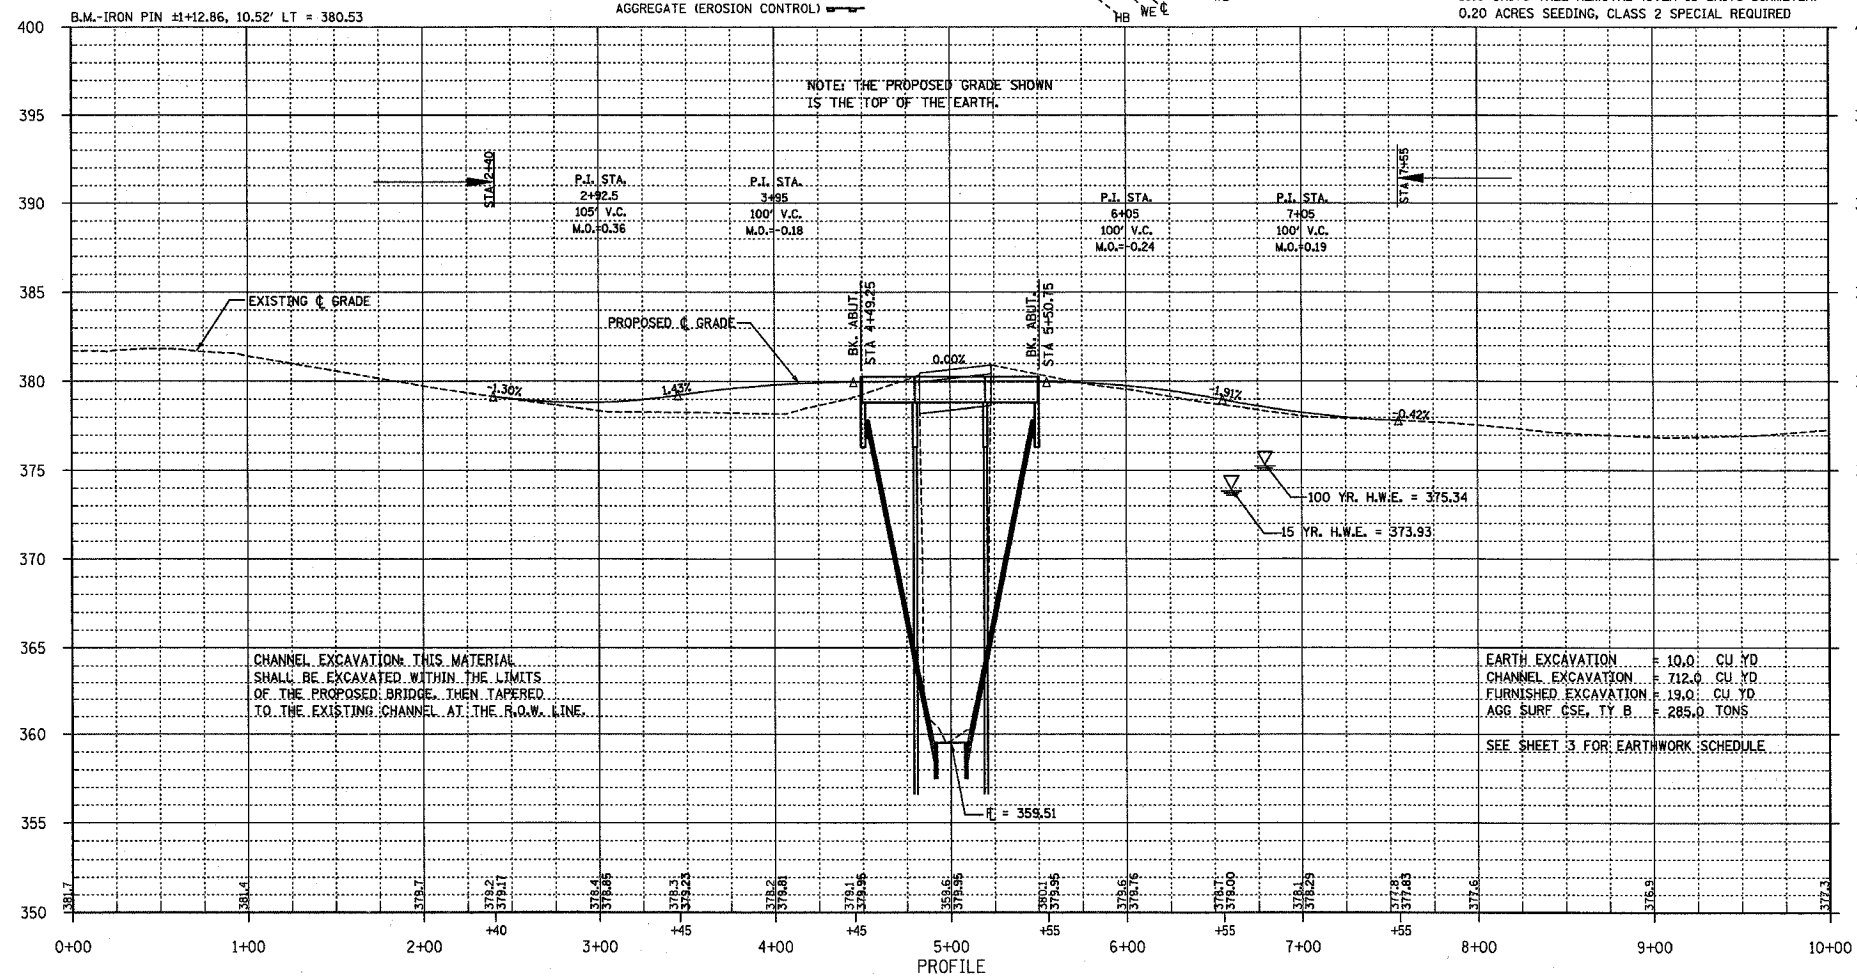 AGGREGATE (EROSION CONTROL)
B.M.-IRON PIN ±1+12.86, 10.52' LT = 380.53
HB WE ℄
0.20 ACRES SEEDING, CLASS 2 SPECIAL REQUIRED
400
NOTE: THE PROPOSED GRADE SHOWN
IS THE TOP OF THE EARTH.
395
STA 2+40
P.I. STA.
2+92.5
105' V.C.
M.O.=0.36
P.I. STA.
3+95
100' V.C.
M.O.=-0.18
P.I. STA.
6+05
100' V.C.
M.O.=-0.24
P.I. STA.
7+05
100' V.C.
M.O.=0.19
STA 7+55
390
385
EXISTING ℄ GRADE
PROPOSED ℄ GRADE
BK. ABUT.
STA 4+49.25
BK. ABUT.
STA 5+50.75
0.00%
380
-1.30%
1.43%
-1.91%
-0.42%
375
100 YR. H.W.E. = 375.34
15 YR. H.W.E. = 373.93
370
365
CHANNEL EXCAVATION: THIS MATERIAL
SHALL BE EXCAVATED WITHIN THE LIMITS
OF THE PROPOSED BRIDGE, THEN TAPERED
TO THE EXISTING CHANNEL AT THE R.O.W. LINE.
EARTH EXCAVATION = 10.0 CU YD
CHANNEL EXCAVATION = 712.0 CU YD
FURNISHED EXCAVATION = 19.0 CU YD
AGG SURF CSE, TY B = 285.0 TONS
SEE SHEET 3 FOR EARTHWORK SCHEDULE
360
= 359.51
355
350
381.7
381.4
379.7
378.2 379.17
378.4 378.85
378.3 379.23
378.2 379.81
379.1 379.95
359.6 379.95
380.1 379.95
379.6 379.76
378.7 379.00
378.1 378.29
377.8 377.83
377.6
376.9
377.3
0+00 1+00 2+00 +40 3+00 +45 4+00 +45 5+00 +55 6+00 +55 7+00 +55 8+00 9+00 10+00
PROFILE